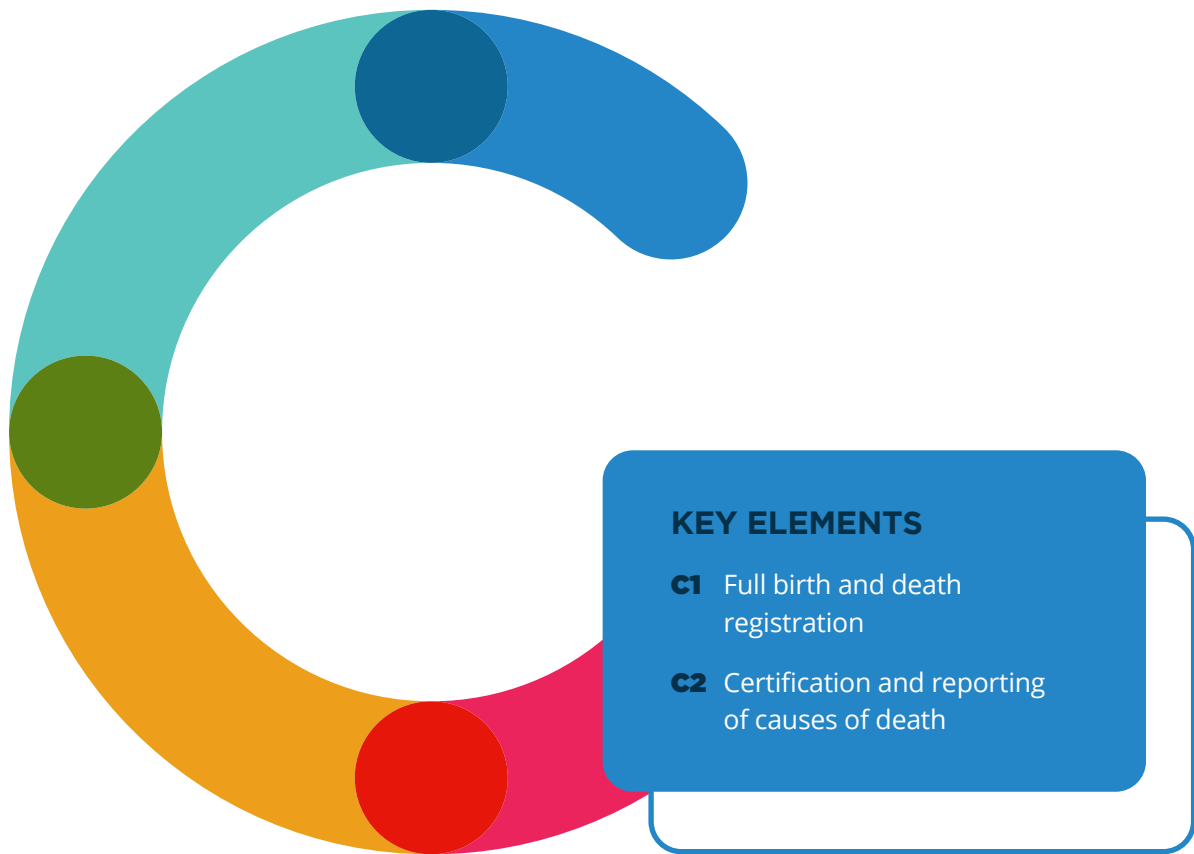 KEY ELEMENTS
C1 Full birth and death
registration
C2 Certification and reporting
of causes of death